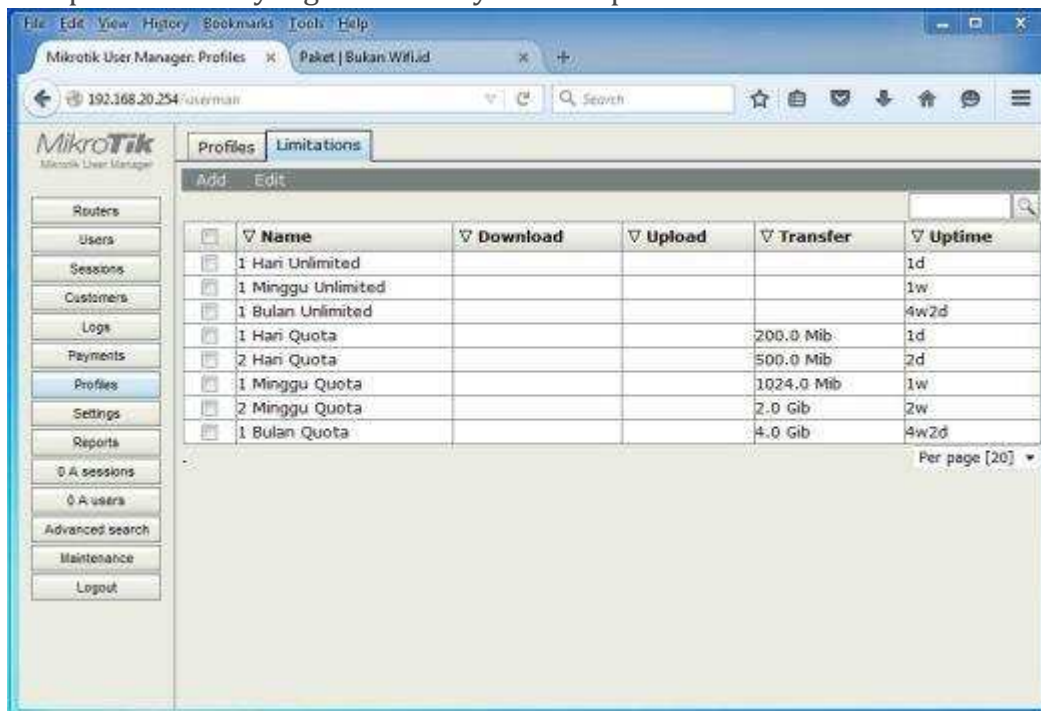 File Edit View History Bookmarks Tools Help
Mikrotik User Manager: Profiles × Paket | Bukan Wifi.id × +
192.168.20.254/userman Search
MikroTik
Mikrotik User Manager
Profiles Limitations
Add Edit
Routers
Users
Sessions
Customers
Logs
Payments
Profiles
Settings
Reports
0 A sessions
0 A users
Advanced search
Maintenance
Logout
▽ Name ▽ Download ▽ Upload ▽ Transfer ▽ Uptime
1 Hari Unlimited 1d
1 Minggu Unlimited 1w
1 Bulan Unlimited 4w2d
1 Hari Quota 200.0 Mib 1d
2 Hari Quota 500.0 Mib 2d
1 Minggu Quota 1024.0 Mib 1w
2 Minggu Quota 2.0 Gib 2w
1 Bulan Quota 4.0 Gib 4w2d
Per page [20]